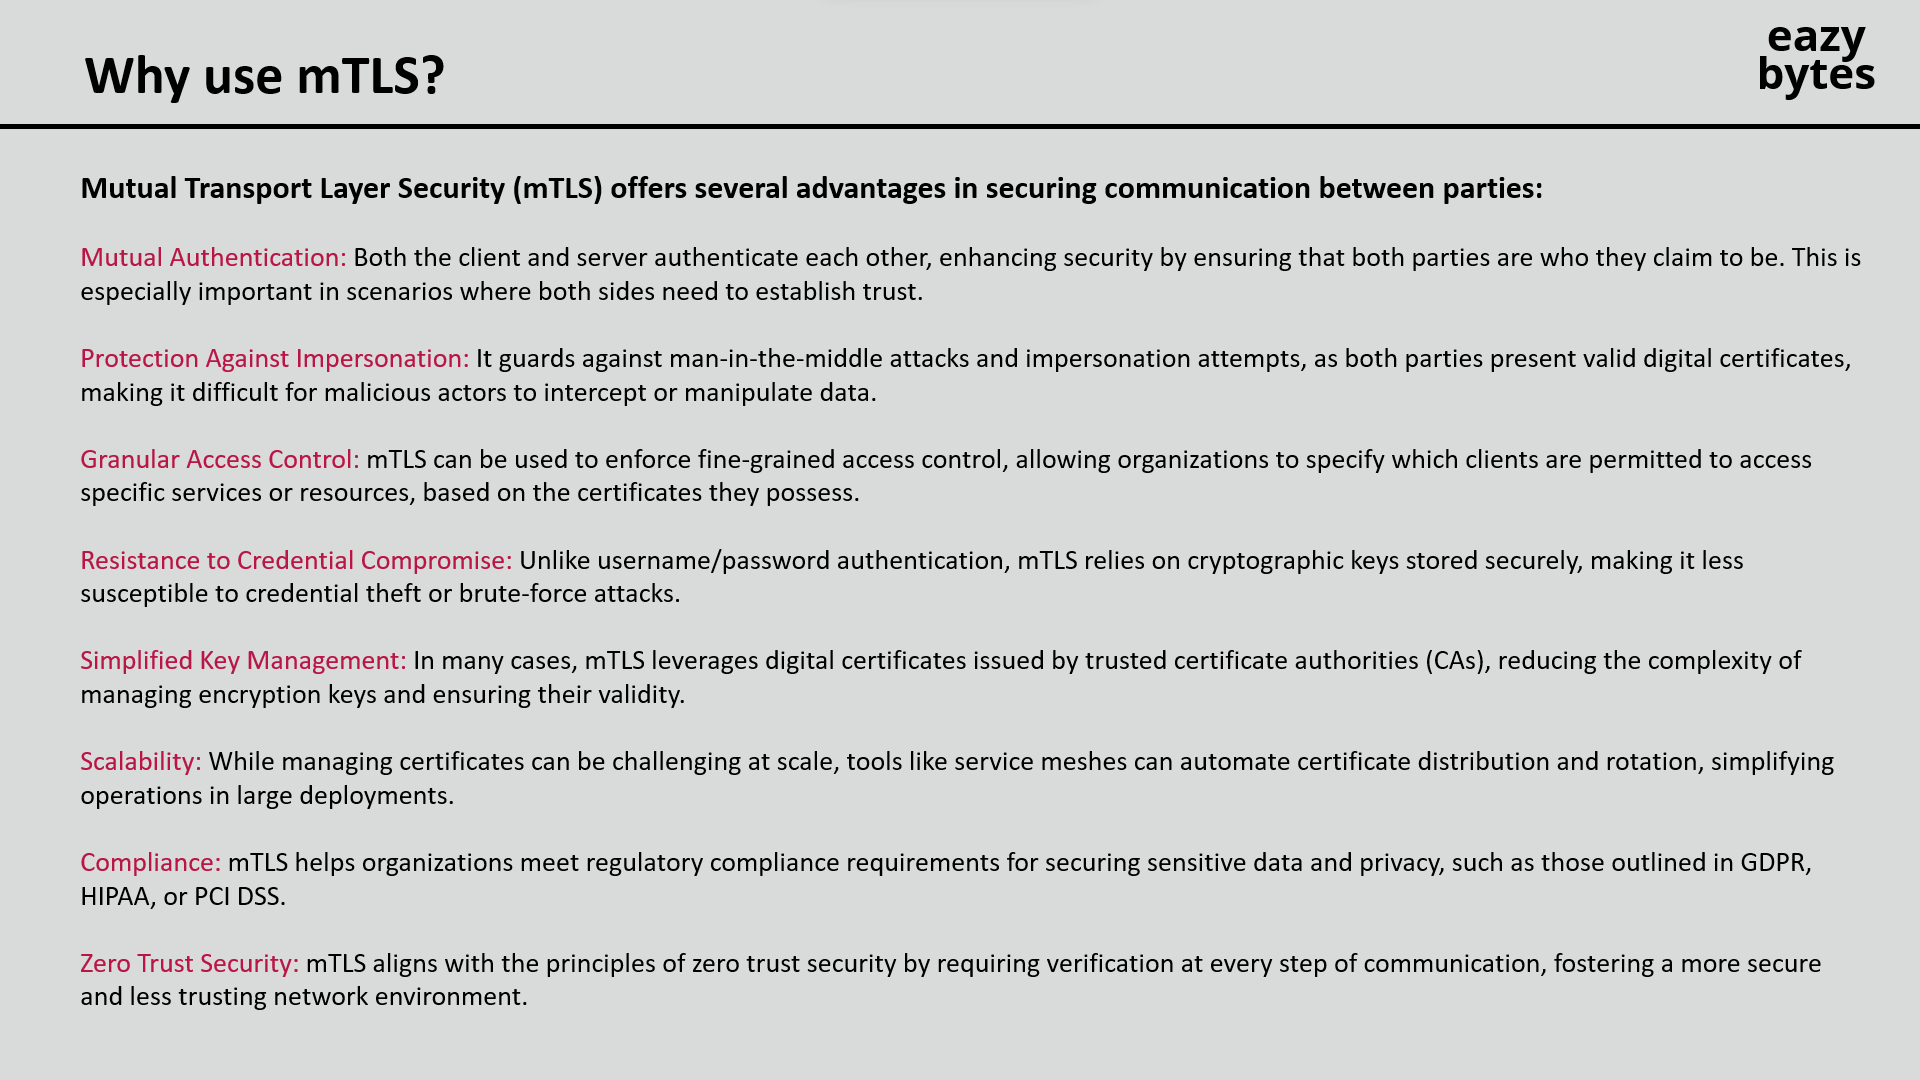 Why use mTLS?
eazy
bytes
Mutual Transport Layer Security (mTLS) offers several advantages in securing communication between parties:
Mutual Authentication: Both the client and server authenticate each other, enhancing security by ensuring that both parties are who they claim to be. This is
especially important in scenarios where both sides need to establish trust.
Protection Against Impersonation: It guards against man-in-the-middle attacks and impersonation attempts, as both parties present valid digital certificates,
making it difficult for malicious actors to intercept or manipulate data.
Granular Access Control: mTLS can be used to enforce fine-grained access control, allowing organizations to specify which clients are permitted to access
specific services or resources, based on the certificates they possess.
Resistance to Credential Compromise: Unlike username/password authentication, mTLS relies on cryptographic keys stored securely, making it less
susceptible to credential theft or brute-force attacks.
Simplified Key Management: In many cases, mTLS leverages digital certificates issued by trusted certificate authorities (CAs), reducing the complexity of
managing encryption keys and ensuring their validity.
Scalability: While managing certificates can be challenging at scale, tools like service meshes can automate certificate distribution and rotation, simplifying
operations in large deployments.
Compliance: mTLS helps organizations meet regulatory compliance requirements for securing sensitive data and privacy, such as those outlined in GDPR,
HIPAA, or PCI DSS.
Zero Trust Security: mTLS aligns with the principles of zero trust security by requiring verification at every step of communication, fostering a more secure
and less trusting network environment.